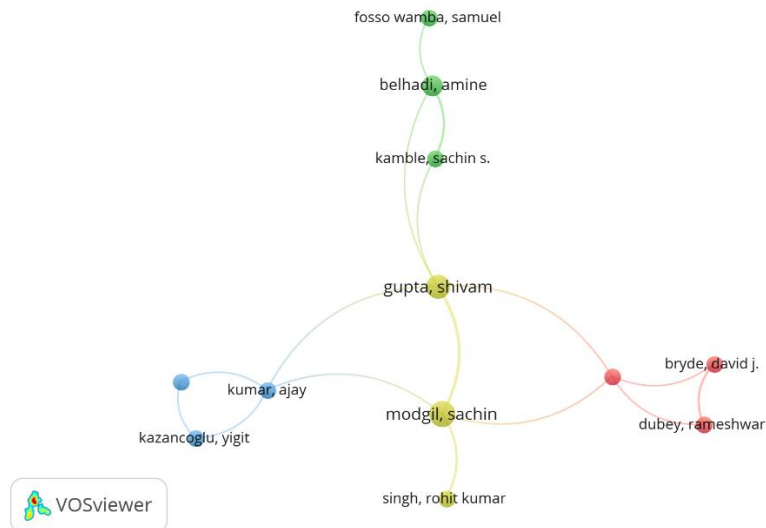 fosso wamba, samuel
belhadi, amine
kamble, sachin s.
gupta, shivam
bryde, david j.
kumar, ajay
modgil, sachin
dubey, rameshwar
kazancoglu, yigit
singh, rohit kumar
VOSviewer